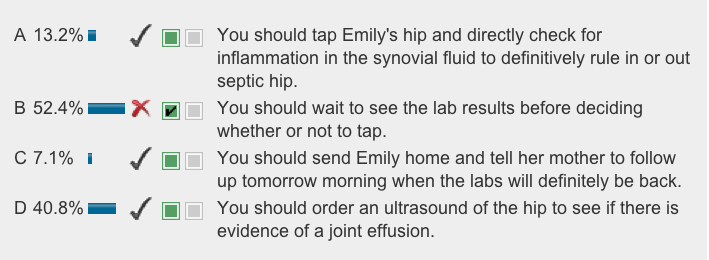 A 13.2% You should tap Emily's hip and directly check for
inflammation in the synovial fluid to definitively rule in or out
septic hip.
B 52.4% You should wait to see the lab results before deciding
whether or not to tap.
C 7.1% You should send Emily home and tell her mother to follow
up tomorrow morning when the labs will definitely be back.
D 40.8% You should order an ultrasound of the hip to see if there is
evidence of a joint effusion.